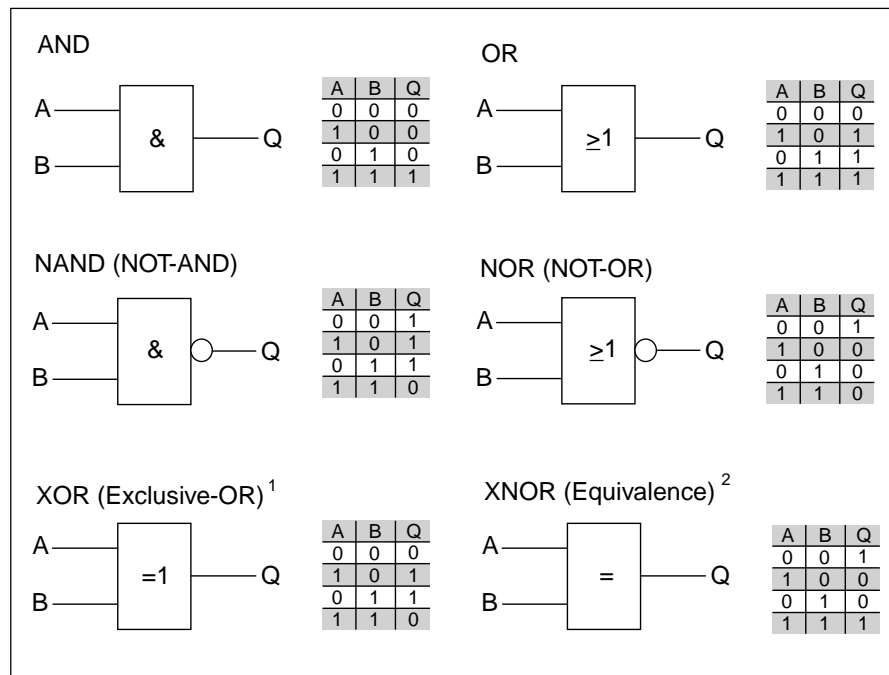 AND
A
B
&
Q
A B Q
0 0 0
1 0 0
0 1 0
1 1 1
OR
A
B
≥1
Q
A B Q
0 0 0
1 0 1
0 1 1
1 1 1
NAND (NOT-AND)
A
B
&
Q
A B Q
0 0 1
1 0 1
0 1 1
1 1 0
NOR (NOT-OR)
A
B
≥1
Q
A B Q
0 0 1
1 0 0
0 1 0
1 1 0
XOR (Exclusive-OR) 1
A
B
=1
Q
A B Q
0 0 0
1 0 1
0 1 1
1 1 0
XNOR (Equivalence) 2
A
B
=
Q
A B Q
0 0 1
1 0 0
0 1 0
1 1 1